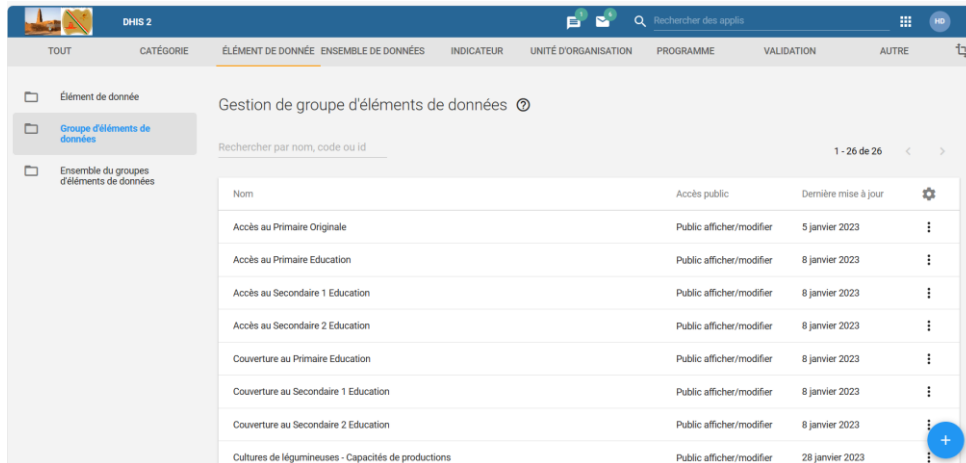 DHIS 2
1
6
Rechercher des applis
HD
TOUT CATÉGORIE ÉLÉMENT DE DONNÉE ENSEMBLE DE DONNÉES INDICATEUR UNITÉ D'ORGANISATION PROGRAMME VALIDATION AUTRE
Élément de donnée
Groupe d'éléments de
données
Ensemble du groupes
d'éléments de données
Gestion de groupe d'éléments de données
Rechercher par nom, code ou id
1 - 26 de 26
Nom Accès public Dernière mise à jour
Accès au Primaire Originale Public afficher/modifier 5 janvier 2023
Accès au Primaire Education Public afficher/modifier 8 janvier 2023
Accès au Secondaire 1 Education Public afficher/modifier 8 janvier 2023
Accès au Secondaire 2 Education Public afficher/modifier 8 janvier 2023
Couverture au Primaire Education Public afficher/modifier 8 janvier 2023
Couverture au Secondaire 1 Education Public afficher/modifier 8 janvier 2023
Couverture au Secondaire 2 Education Public afficher/modifier 8 janvier 2023
Cultures de légumineuses - Capacités de productions Public afficher/modifier 28 janvier 2023